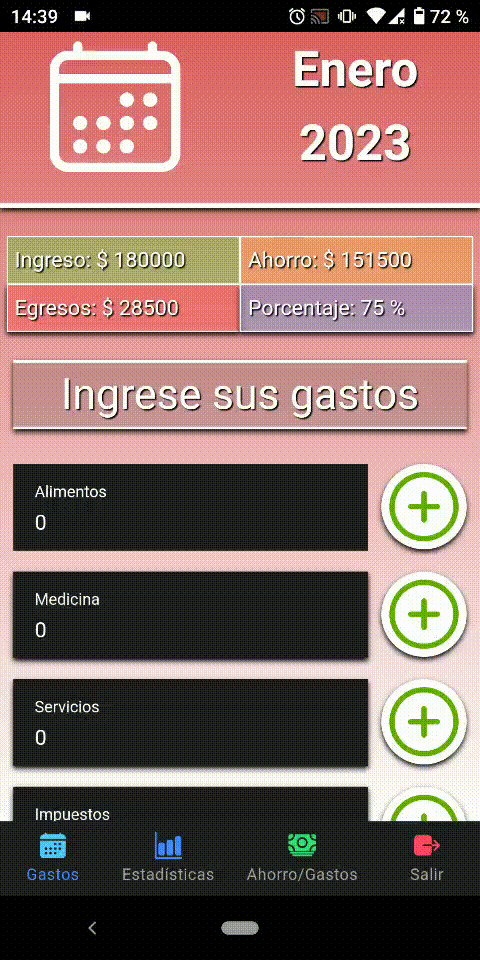 14:39 72 %
Enero
2023
Ingreso: $ 180000 Ahorro: $ 151500
Egresos: $ 28500 Porcentaje: 75 %
Ingrese sus gastos
Alimentos
0
Medicina
0
Servicios
0
Impuestos
Gastos Estadísticas Ahorro/Gastos Salir